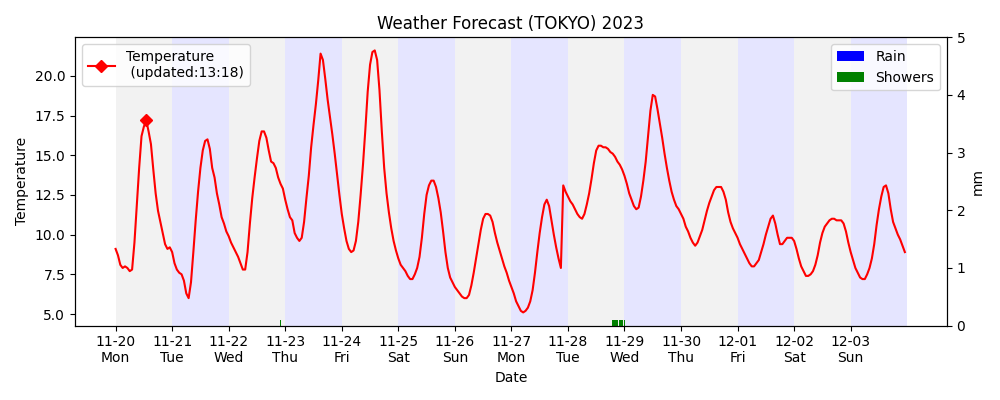 Weather Forecast (TOKYO) 2023
Temperature
(updated:13:18)
Rain
Showers
Temperature
20.0
17.5
15.0
12.5
10.0
7.5
5.0
5
4
3
2
1
0
mm
11-20 11-21 11-22 11-23 11-24 11-25 11-26 11-27 11-28 11-29 11-30 12-01 12-02 12-03
Mon Tue Wed Thu Fri Sat Sun Mon Tue Wed Thu Fri Sat Sun
Date